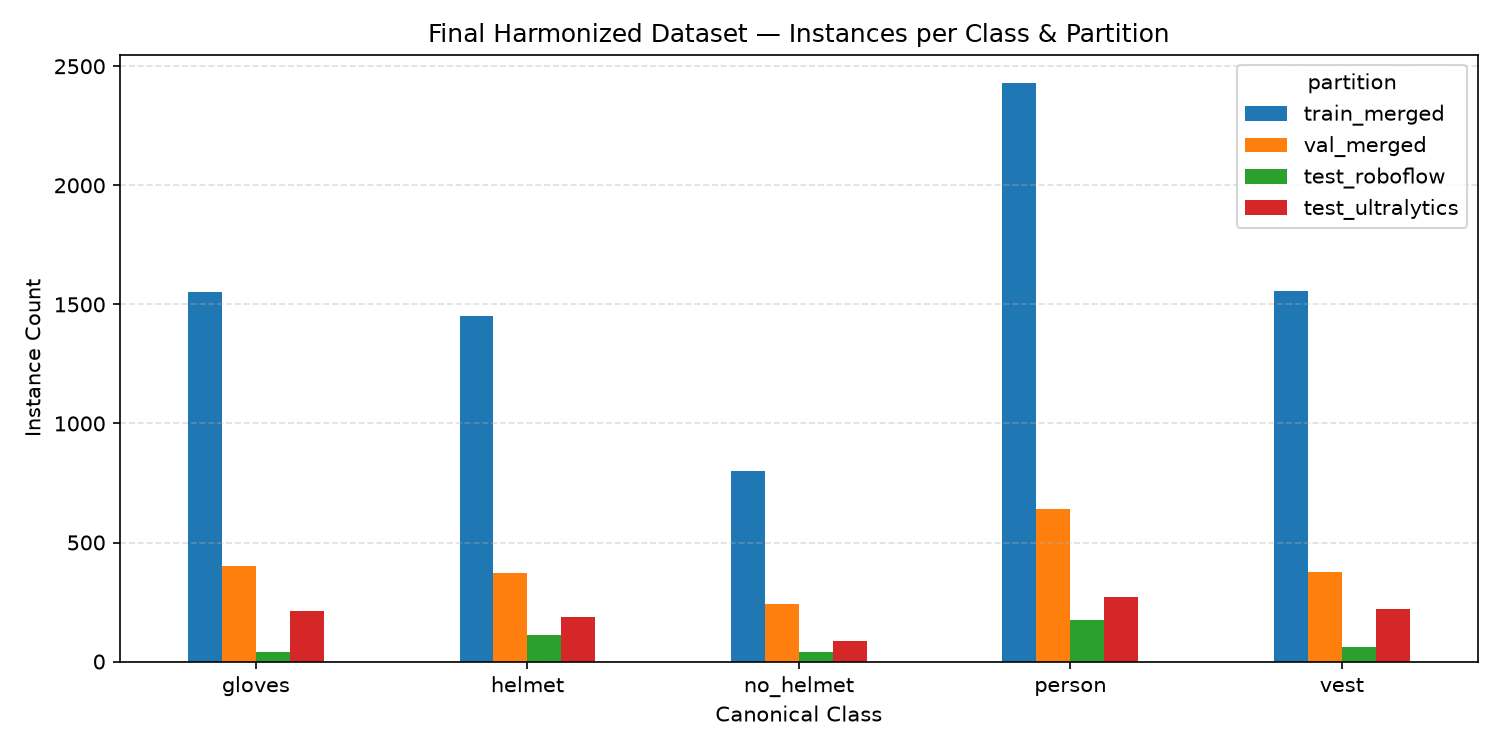 Final Harmonized Dataset — Instances per Class & Partition
2500
2000
1500
1000
500
0
Instance Count
partition
train_merged
val_merged
test_roboflow
test_ultralytics
gloves
helmet
no_helmet
person
vest
Canonical Class